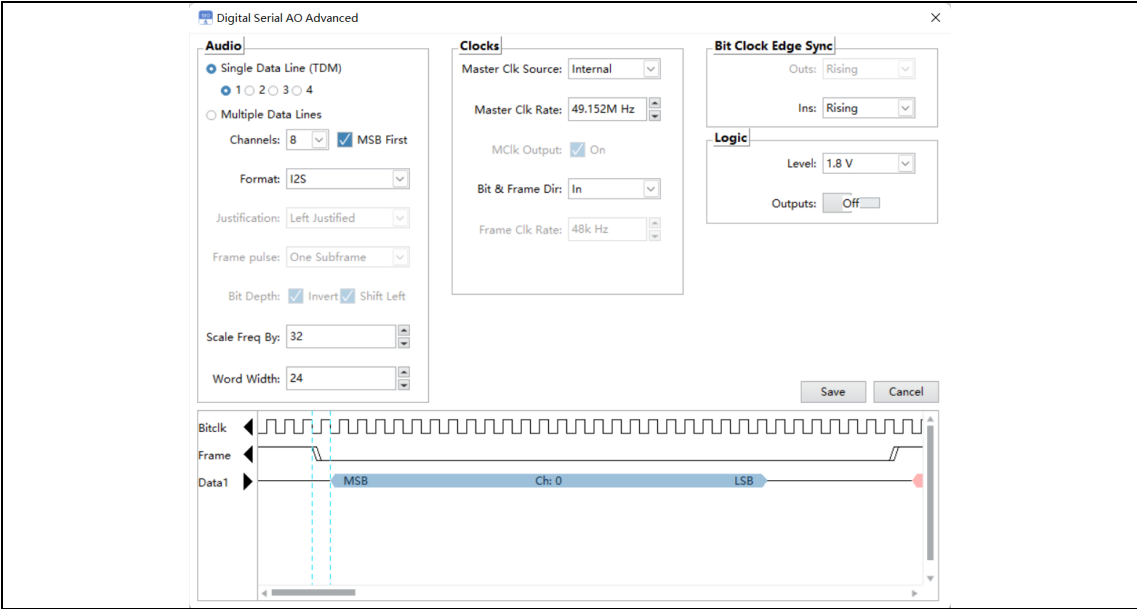 Digital Serial AO Advanced
Audio
Single Data Line (TDM)
1 2 3 4
Multiple Data Lines
Channels: 8 MSB First
Format: I2S
Justification: Left Justified
Frame pulse: One Subframe
Bit Depth: Invert Shift Left
Scale Freq By: 32
Word Width: 24
Clocks
Master Clk Source: Internal
Master Clk Rate: 49.152M Hz
MClk Output: On
Bit & Frame Dir: In
Frame Clk Rate: 48k Hz
Bit Clock Edge Sync
Outs: Rising
Ins: Rising
Logic
Level: 1.8 V
Outputs: Off
Save Cancel
Bitclk
Frame
Data1 MSB Ch: 0 LSB